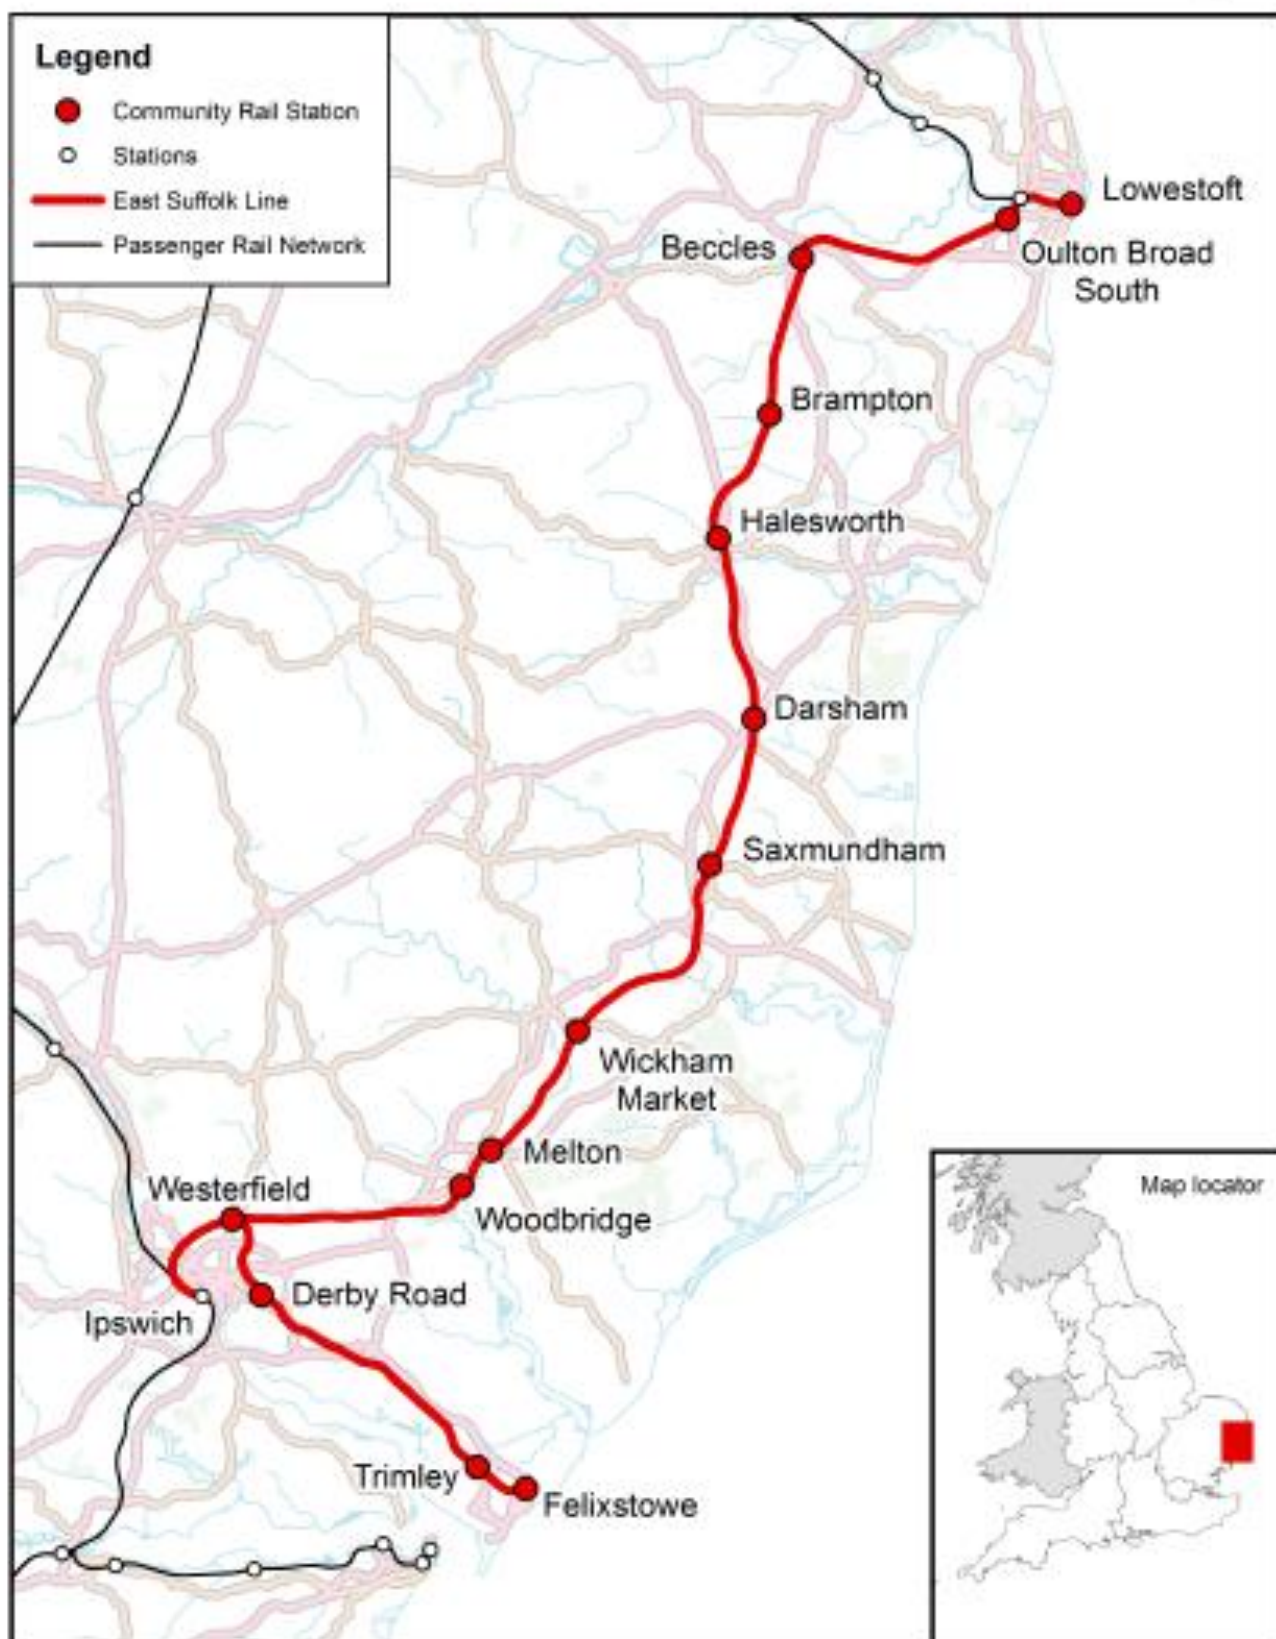 Legend
Community Rail Station
Stations
East Suffolk Line
Passenger Rail Network
Lowestoft
Oulton Broad
South
Beccles
Brampton
Halesworth
Darsham
Saxmundham
Wickham
Market
Melton
Woodbridge
Westerfield
Derby Road
Ipswich
Trimley
Felixstowe
Map locator